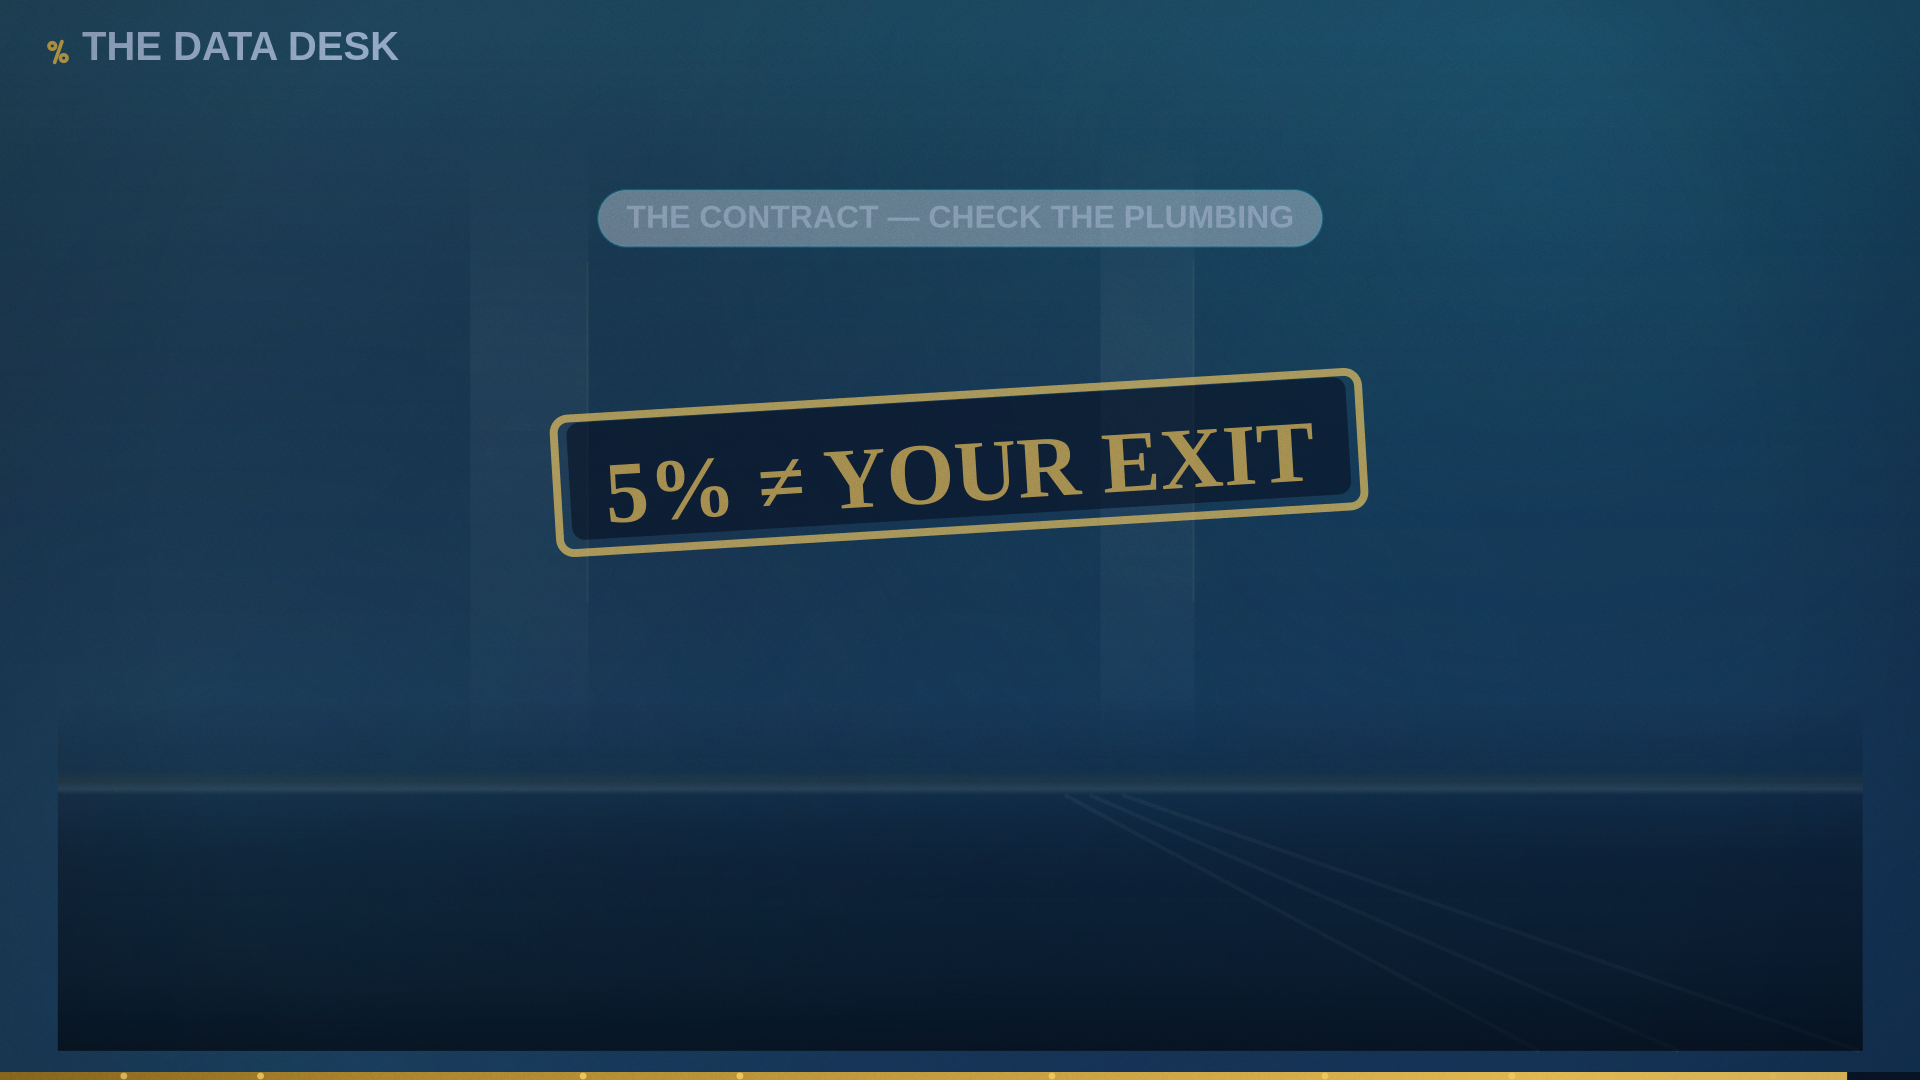 % THE DATA DESK
THE CONTRACT — CHECK THE PLUMBING
5% ≠ YOUR EXIT